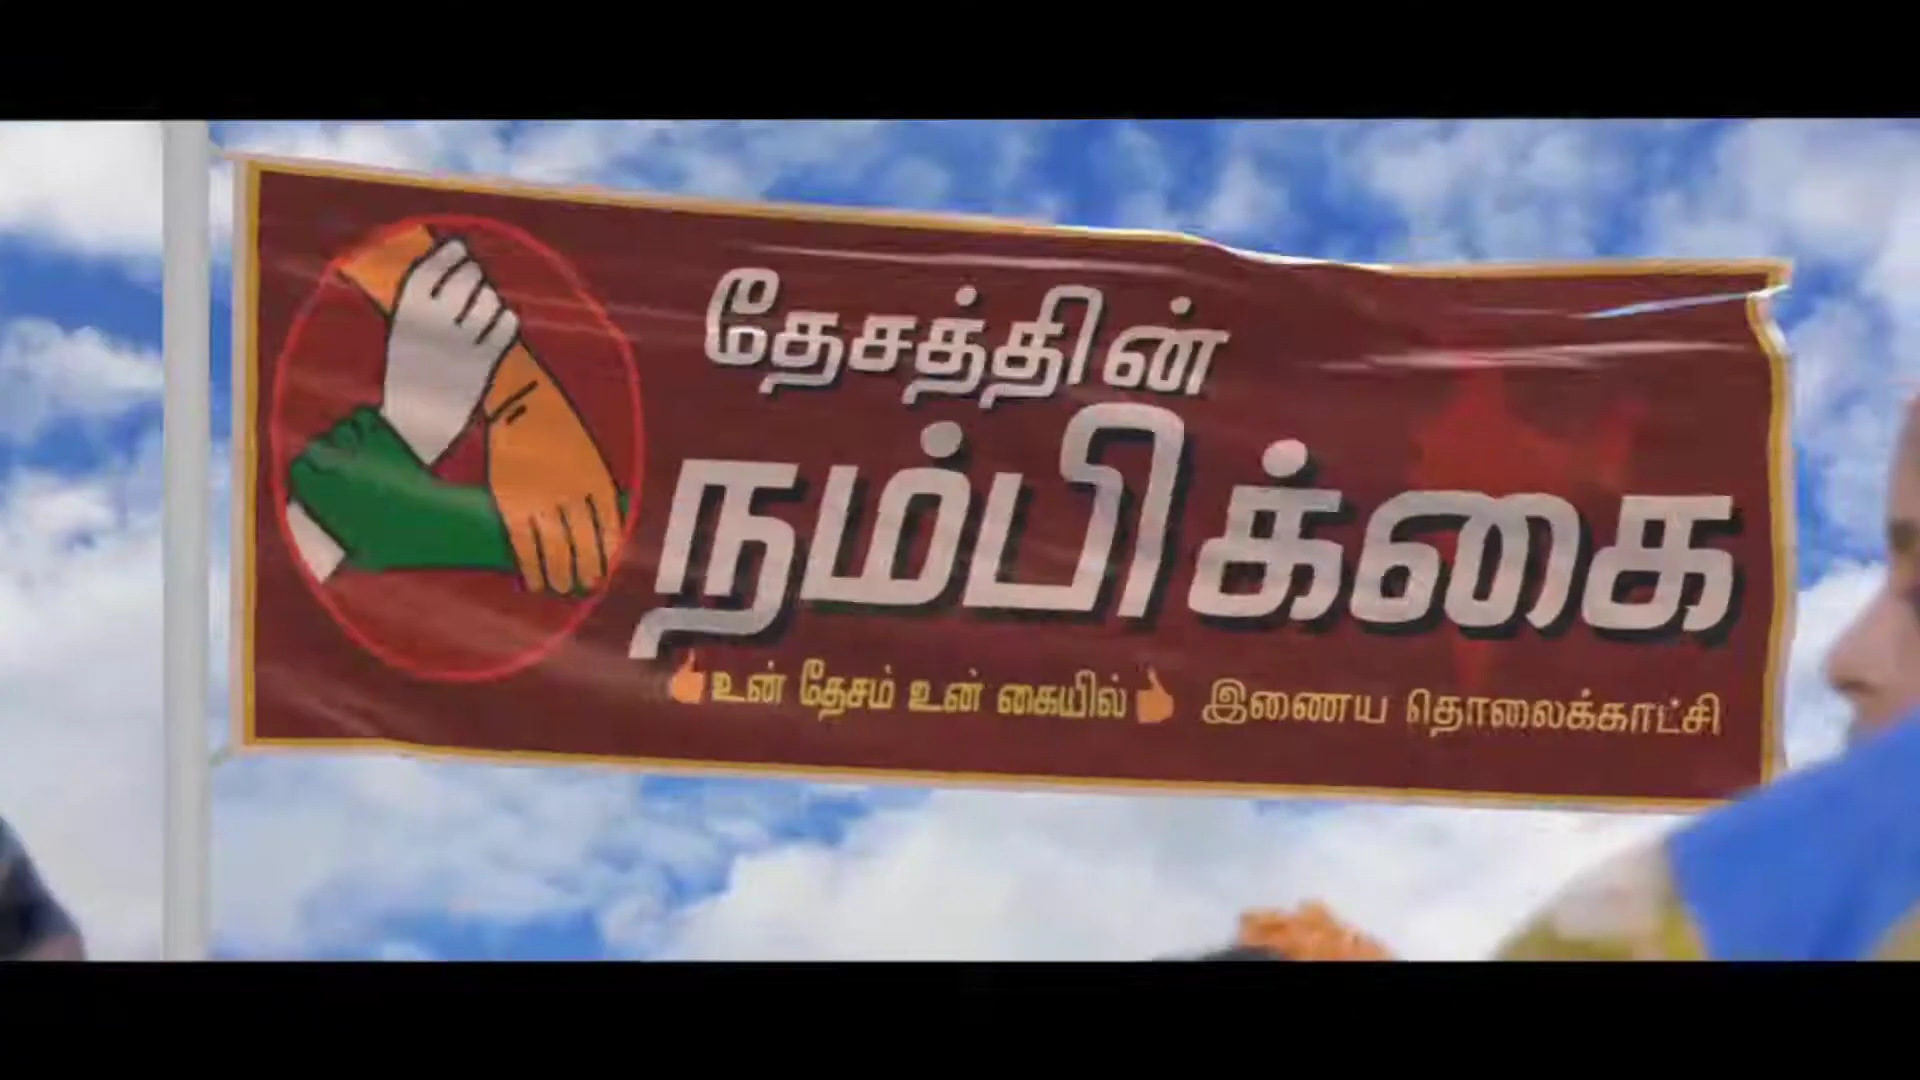 தேசத்தின்
நம்பிக்கை
உன் தேசம் உன் கையில் இணைய தொலைக்காட்சி